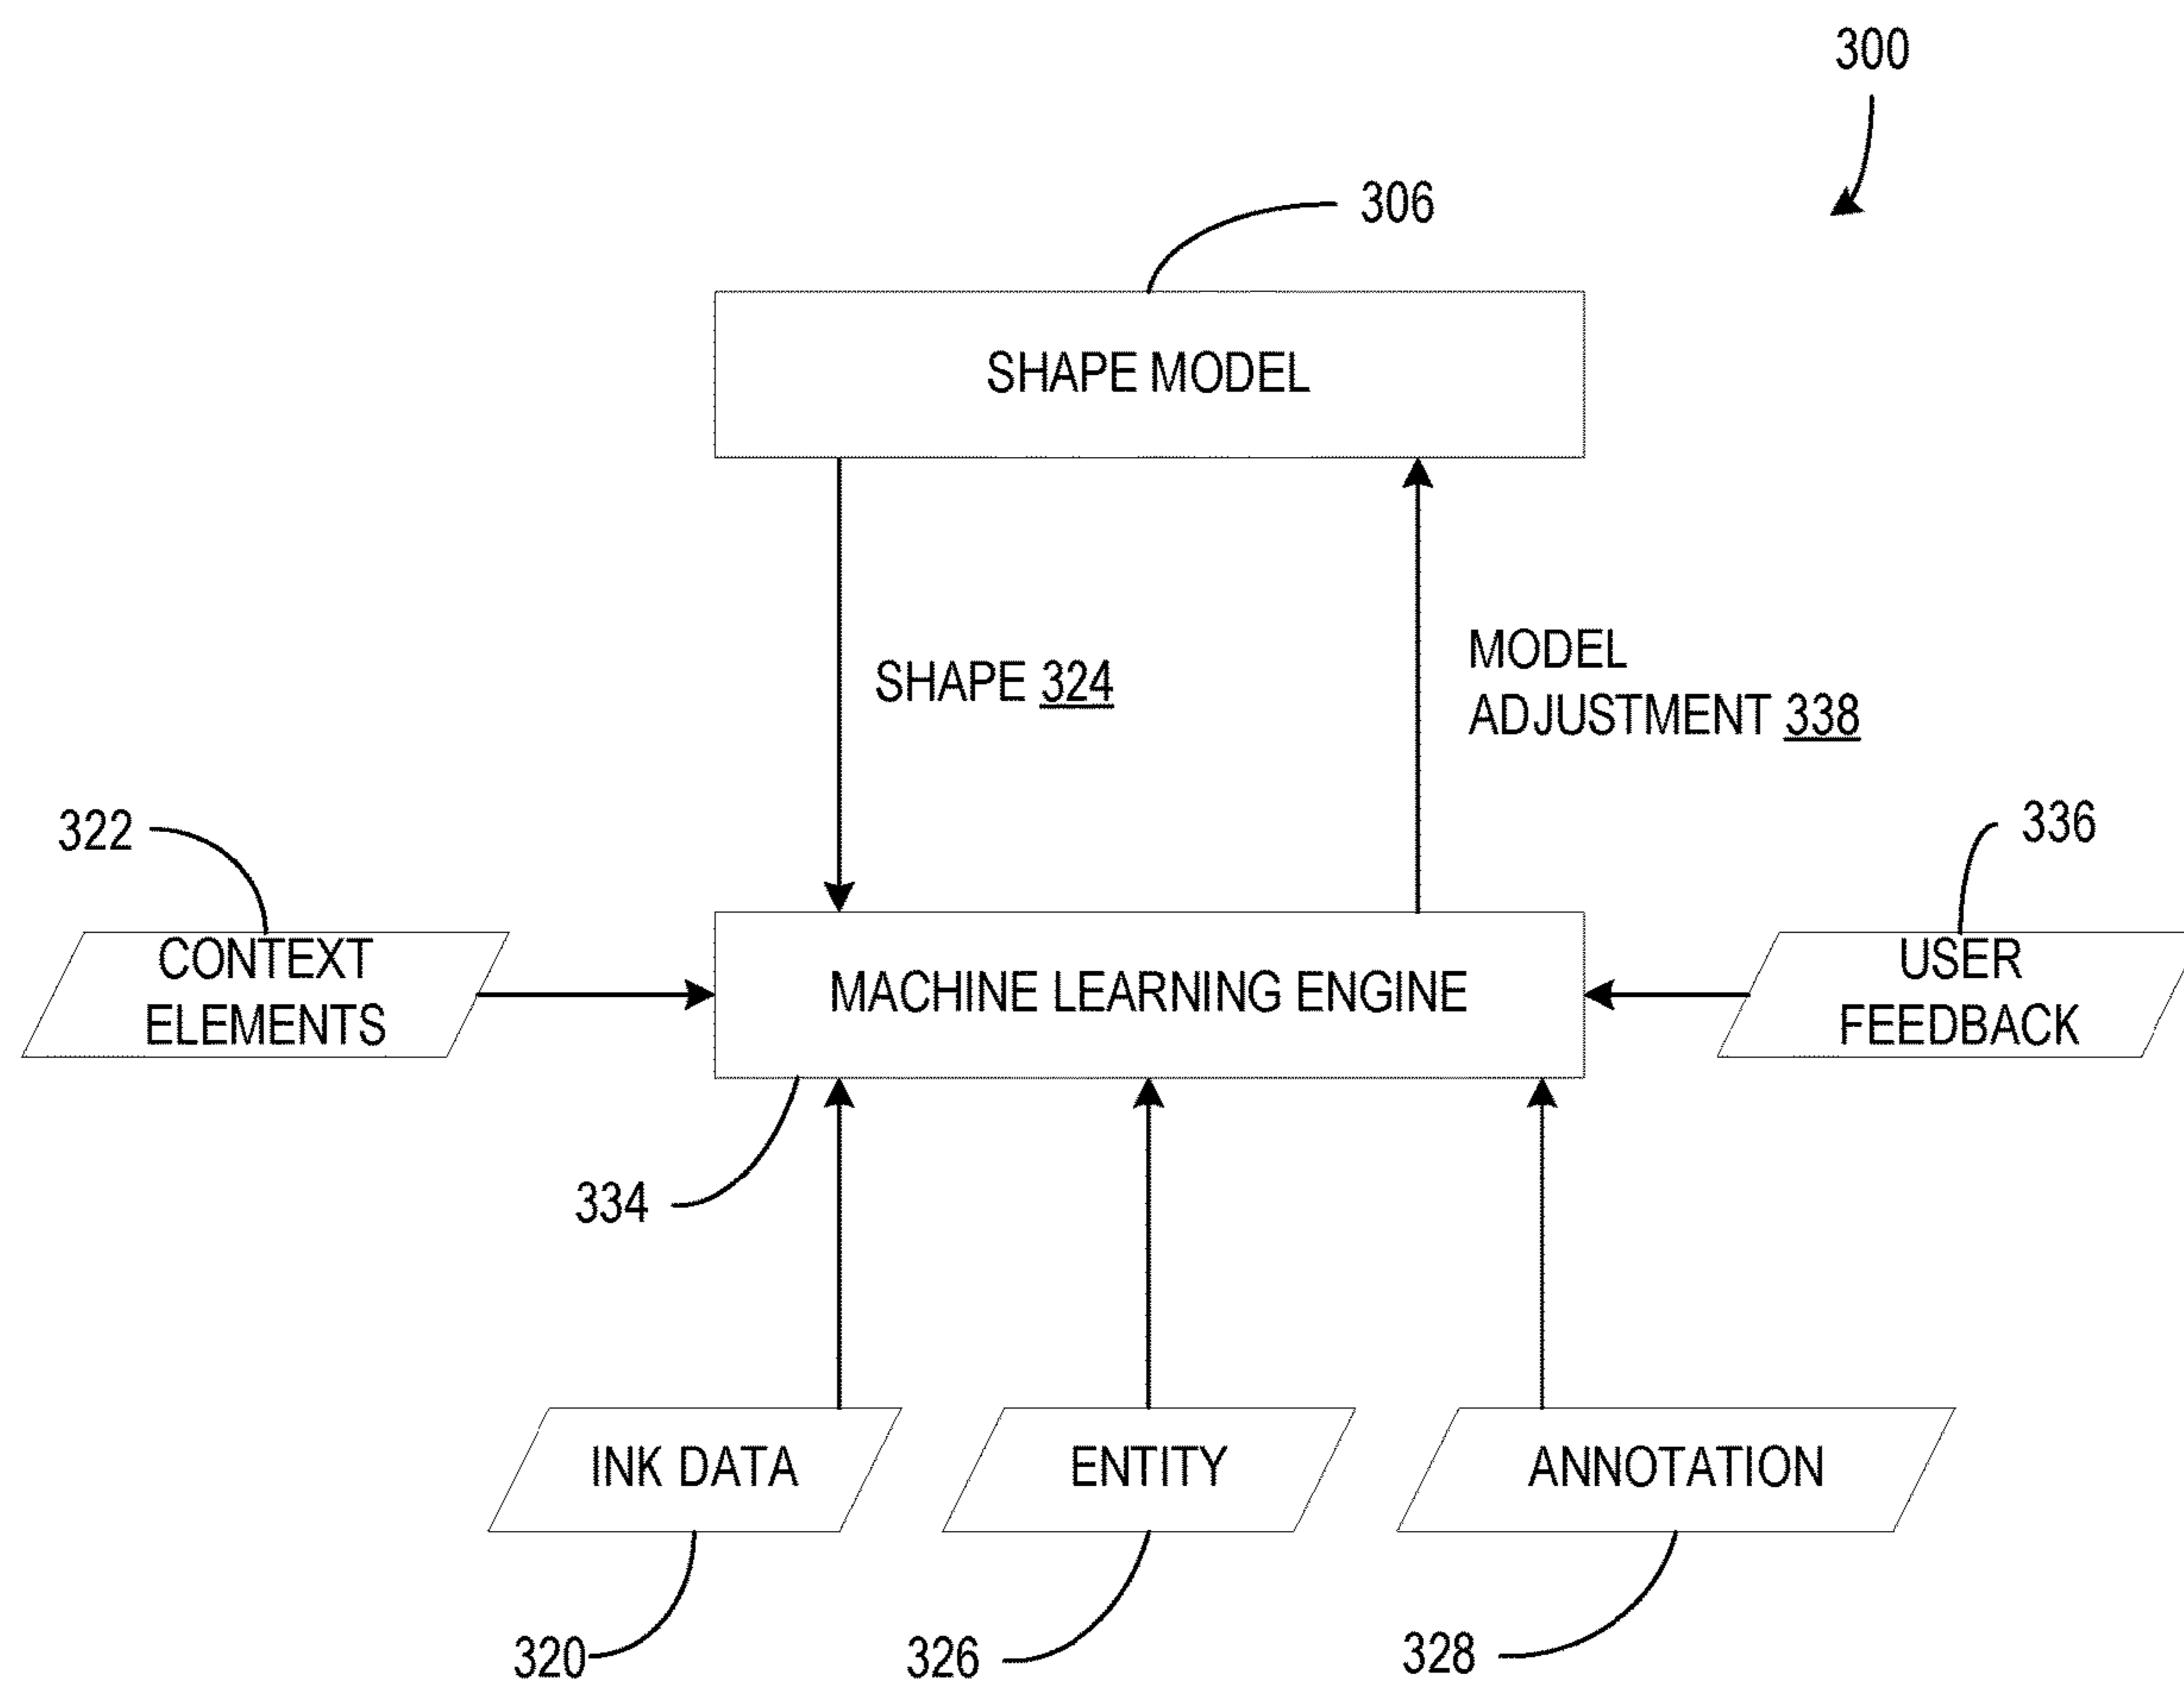 300
306
SHAPE MODEL
SHAPE 324
MODEL
ADJUSTMENT 338
322
336
CONTEXT
ELEMENTS
MACHINE LEARNING ENGINE
USER
FEEDBACK
334
INK DATA
ENTITY
ANNOTATION
320
326
328